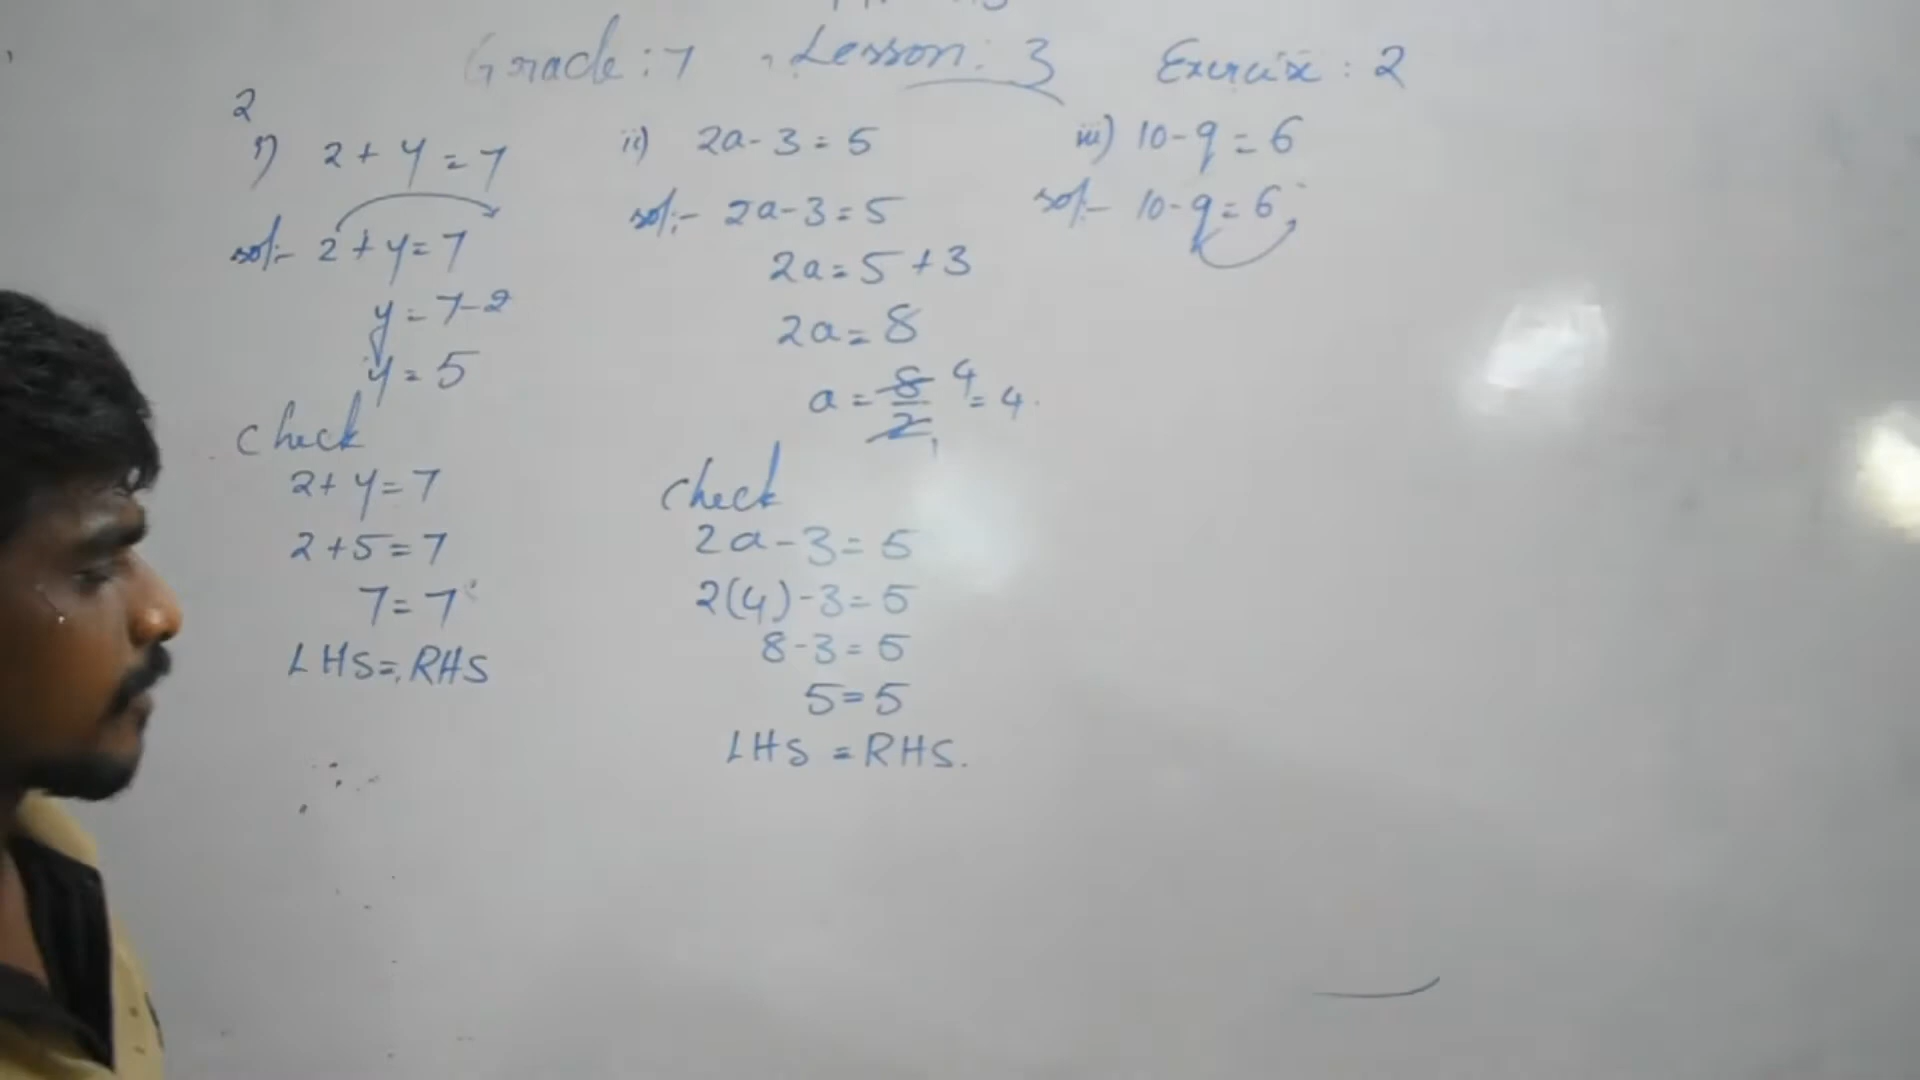 Grade : 7 Lesson : 3 Exercise : 2
2
i) 2 + y = 7
sol:- 2 + y = 7
y = 7 - 2
y = 5
Check
2 + y = 7
2 + 5 = 7
7 = 7
LHS = RHS
ii) 2a - 3 = 5
sol:- 2a - 3 = 5
2a = 5 + 3
2a = 8
a = 8/2 4/1 = 4.
Check
2a - 3 = 5
2(4) - 3 = 5
8 - 3 = 5
5 = 5
LHS = RHS.
iii) 10 - q = 6
sol:- 10 - q = 6